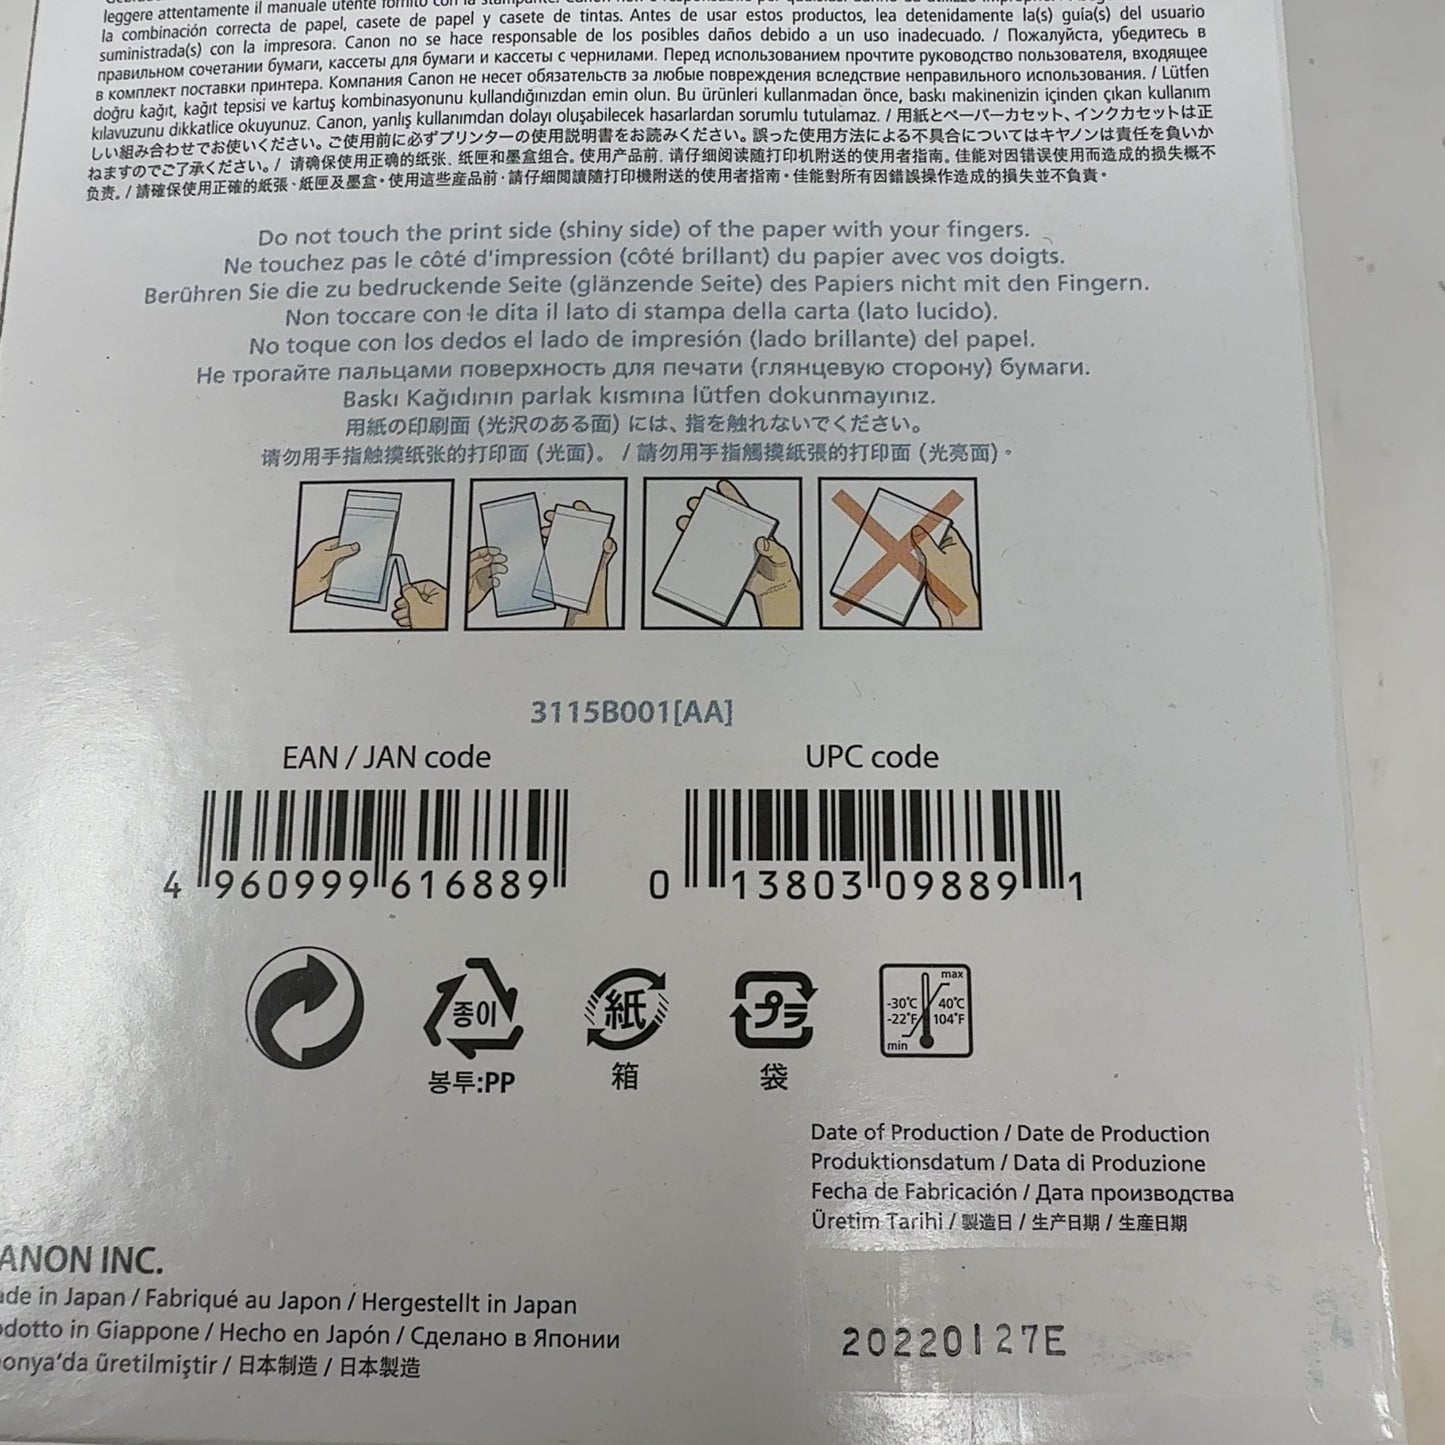 leggere attentamente il manuale utente fornito con la stampante.
la combinación correcta de papel, casete de papel y casete de tintas. Antes de usar estos productos, lea detenidamente la(s) guía(s) del usuario
suministrada(s) con la impresora. Canon no se hace responsable de los posibles daños debido a un uso inadecuado. / Пожалуйста, убедитесь в
правильном сочетании бумаги, кассеты для бумаги и кассеты с чернилами. Перед использованием прочтите руководство пользователя, входящее
в комплект поставки принтера. Компания Canon не несет обязательств за любые повреждения вследствие неправильного использования. / Lütfen
doğru kağıt, kağıt tepsisi ve kartuş kombinasyonunu kullandığınızdan emin olun. Bu ürünleri kullanmadan önce, baskı makinenizin içinden çıkan kullanım
kılavuzunu dikkatlice okuyunuz. Canon, yanlış kullanımdan dolayı oluşabilecek hasarlardan sorumlu tutulamaz. / 用紙とペーパーカセット、インクカセットは正
しい組み合わせでお使いください。ご使用前に必ずプリンターの使用説明書をお読みください。誤った使用方法による不具合についてはキヤノンは責任を負いか
ねますのでご了承ください。/ 请确保使用正确的纸张、纸匣和墨盒组合。使用产品前，请仔细阅读随打印机附送的使用者指南。佳能对因错误使用而造成的损失概不
负责。/ 請確保使用正確的紙張、紙匣及墨盒。使用這些産品前，請仔細閱讀隨打印機附送的使用者指南。佳能對所有因錯誤操作造成的損失並不負責。
Do not touch the print side (shiny side) of the paper with your fingers.
Ne touchez pas le côté d'impression (côté brillant) du papier avec vos doigts.
Berühren Sie die zu bedruckende Seite (glänzende Seite) des Papiers nicht mit den Fingern.
Non toccare con le dita il lato di stampa della carta (lato lucido).
No toque con los dedos el lado de impresión (lado brillante) del papel.
Не трогайте пальцами поверхность для печати (глянцевую сторону) бумаги.
Baskı Kağıdının parlak kısmına lütfen dokunmayınız.
用紙の印刷面 (光沢のある面) には、指を触れないでください。
请勿用手指触摸纸张的打印面 (光面)。 / 請勿用手指觸摸紙張的打印面 (光亮面)。
3115B001[AA]
EAN / JAN code UPC code
4 960999 616889 0 13803 09889 1
종이 紙 プラ max -30℃ 40℃ -22℉ 104℉ min
봉투:PP 箱 袋
Date of Production / Date de Production
Produktionsdatum / Data di Produzione
Fecha de Fabricación / Дата производства
Üretim Tarihi / 製造日 / 生产日期 / 生産日期
ANON INC.
de in Japan / Fabriqué au Japon / Hergestellt in Japan
dotto in Giappone / Hecho en Japón / Сделано в Японии
onya'da üretilmiştir / 日本制造 / 日本製造
20220127E